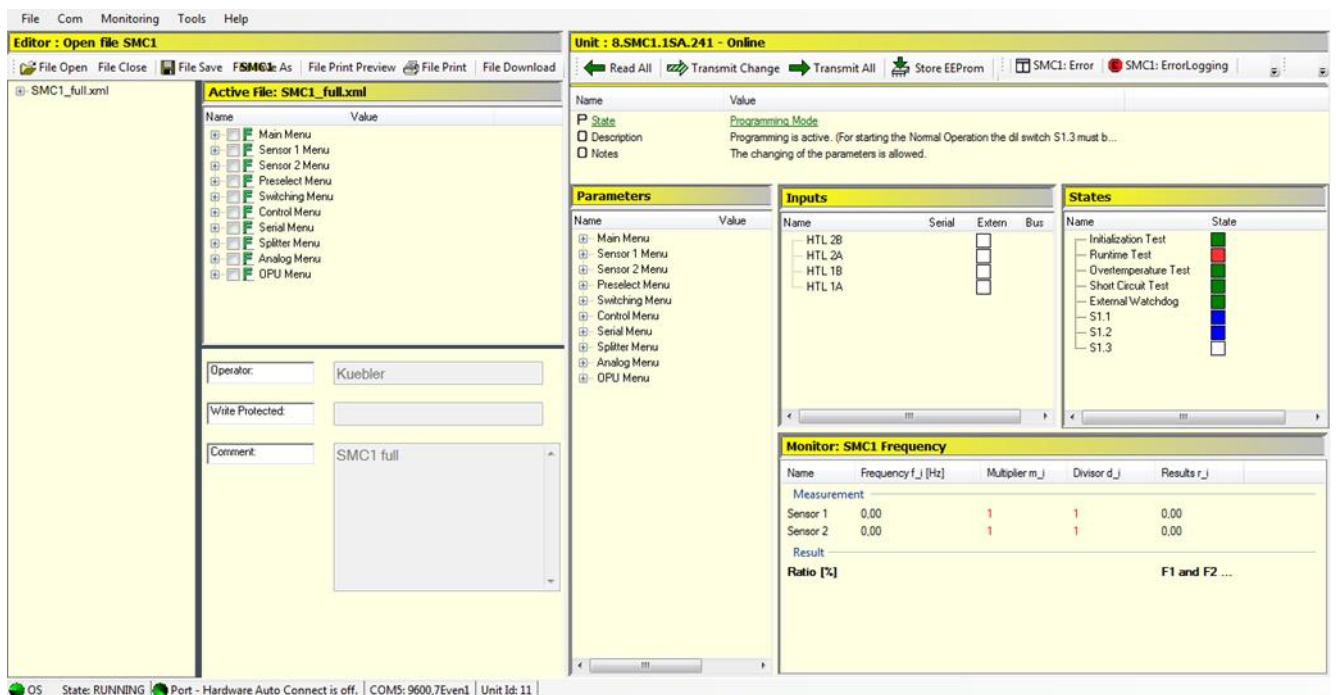 File Com Monitoring Tools Help
Editor : Open file SMC1
File Open File Close File Save As File Print Preview File Print File Download
SMC1_full.xml
Active File: SMC1_full.xml
Name Value
Main Menu
Sensor 1 Menu
Sensor 2 Menu
Preselect Menu
Switching Menu
Control Menu
Serial Menu
Splitter Menu
Analog Menu
OPU Menu
Operator: Kuebler
Write Protected:
Comment: SMC1 full
Unit : 8.SMC1.1SA.241 - Online
Read All Transmit Change Transmit All Store EEProm SMC1: Error SMC1: ErrorLogging
Name Value
P State Programming Mode
Description Programming is active. (For starting the Normal Operation the dil switch S1.3 must b...
Notes The changing of the parameters is allowed.
Parameters
Name Value
Main Menu
Sensor 1 Menu
Sensor 2 Menu
Preselect Menu
Switching Menu
Control Menu
Serial Menu
Splitter Menu
Analog Menu
OPU Menu
Inputs
Name Serial Extern Bus
HTL 2B
HTL 2A
HTL 1B
HTL 1A
States
Name State
Initialization Test
Runtime Test
Overtemperature Test
Short Circuit Test
External Watchdog
S1.1
S1.2
S1.3
Monitor: SMC1 Frequency
Name Frequency f_i [Hz] Multiplier m_i Divisor d_i Results r_i
Measurement
Sensor 1 0,00 1 1 0,00
Sensor 2 0,00 1 1 0,00
Result
Ratio [%] F1 and F2 ...
OS State: RUNNING Port - Hardware Auto Connect is off. COM5: 9600,7Even1 Unit Id: 11